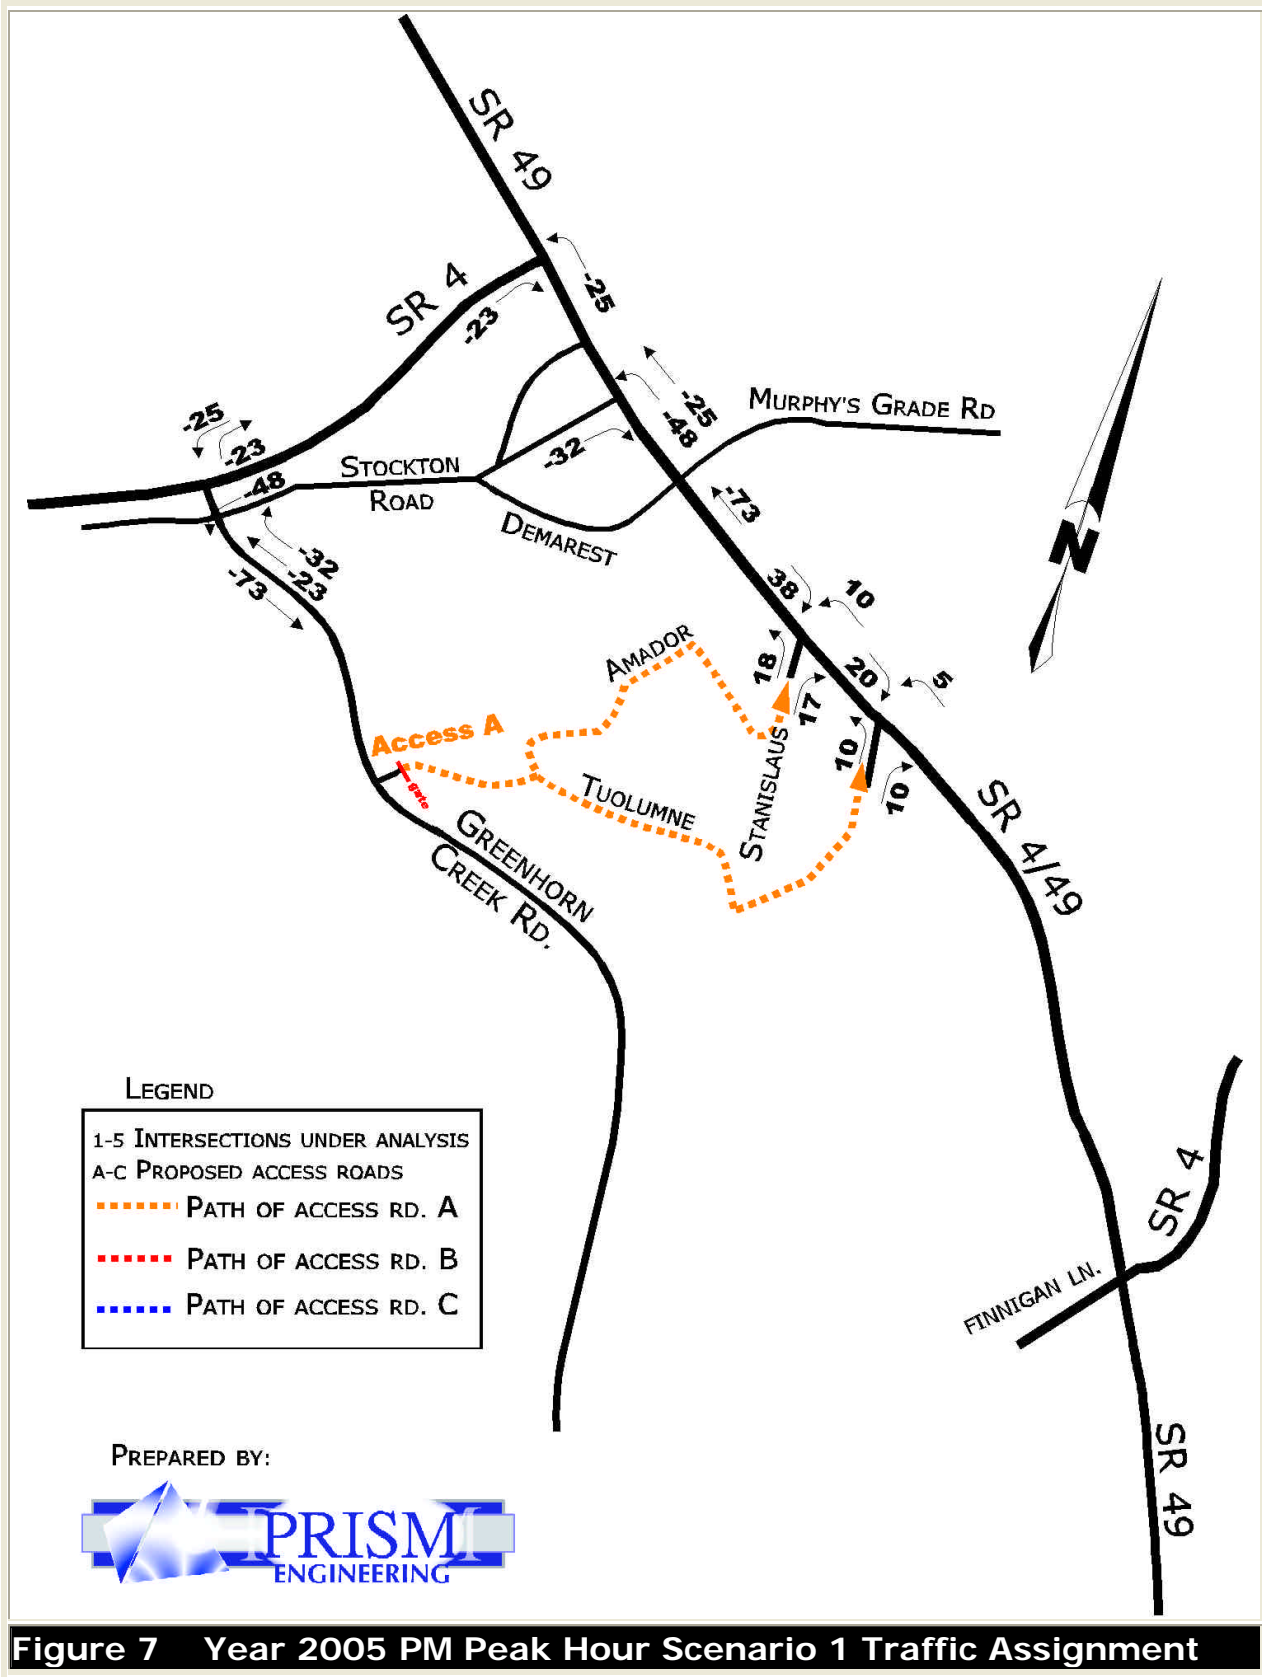 SR 49
SR 4
-25
-23
-25
-48
-25
-23
-48
-32
MURPHY'S GRADE RD
STOCKTON
ROAD
DEMAREST
-73
-32
-23
-73
N
38
10
18
17
20
5
10
10
AMADOR
Access A
gate
TUOLUMNE
STANISLAUS
GREENHORN
CREEK RD.
SR 4/49
SR 4
FINNIGAN LN.
SR 49
LEGEND
1-5 INTERSECTIONS UNDER ANALYSIS
A-C PROPOSED ACCESS ROADS
PATH OF ACCESS RD. A
PATH OF ACCESS RD. B
PATH OF ACCESS RD. C
PREPARED BY:
PRISM
ENGINEERING
Figure 7 Year 2005 PM Peak Hour Scenario 1 Traffic Assignment